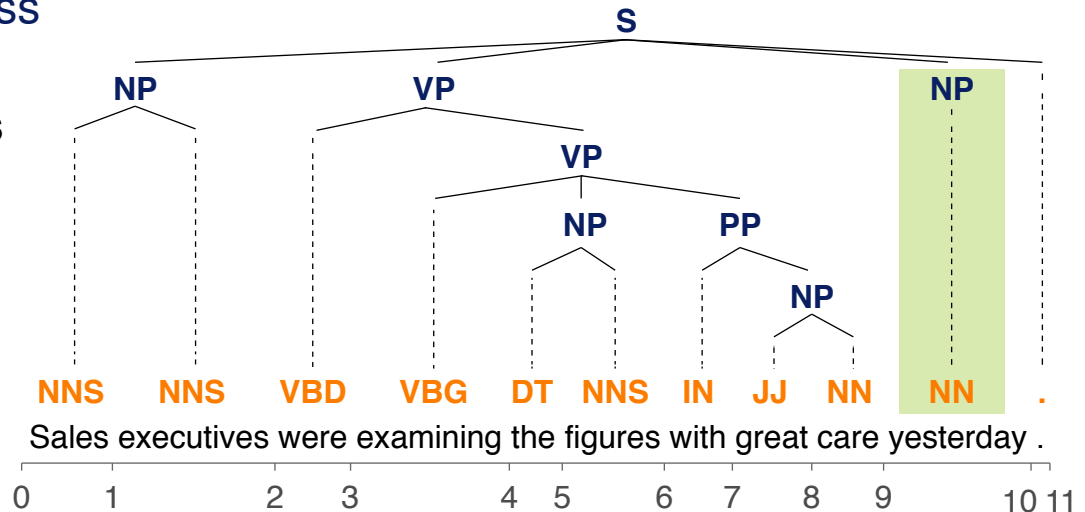 ss
S
NP VP NP
s
VP
NP PP
NP
NNS NNS VBD VBG DT NNS IN JJ NN NN .
Sales executives were examining the figures with great care yesterday .
0 1 2 3 4 5 6 7 8 9 10 11